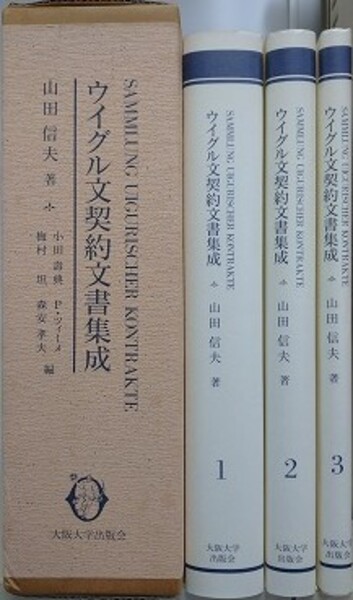 SAMMLUNG UIGURISCHER KONTRAKTE
ウイグル文契約文書集成
山田信夫 著
小田壽典
P・ツィーメ
梅村 坦
森安孝夫
編
大阪大学出版会
SAMMLUNG UIGURISCHER KONTRAKTE
ウイグル文契約文書集成
山田信夫 著
1
大阪大学
出版会
SAMMLUNG UIGURISCHER KONTRAKTE
ウイグル文契約文書集成
山田信夫 著
2
大阪大学
出版会
SAMMLUNG UIGURISCHER KONTRAKTE
ウイグル文契約文書集成
山田信夫 著
3
大阪大学
出版会